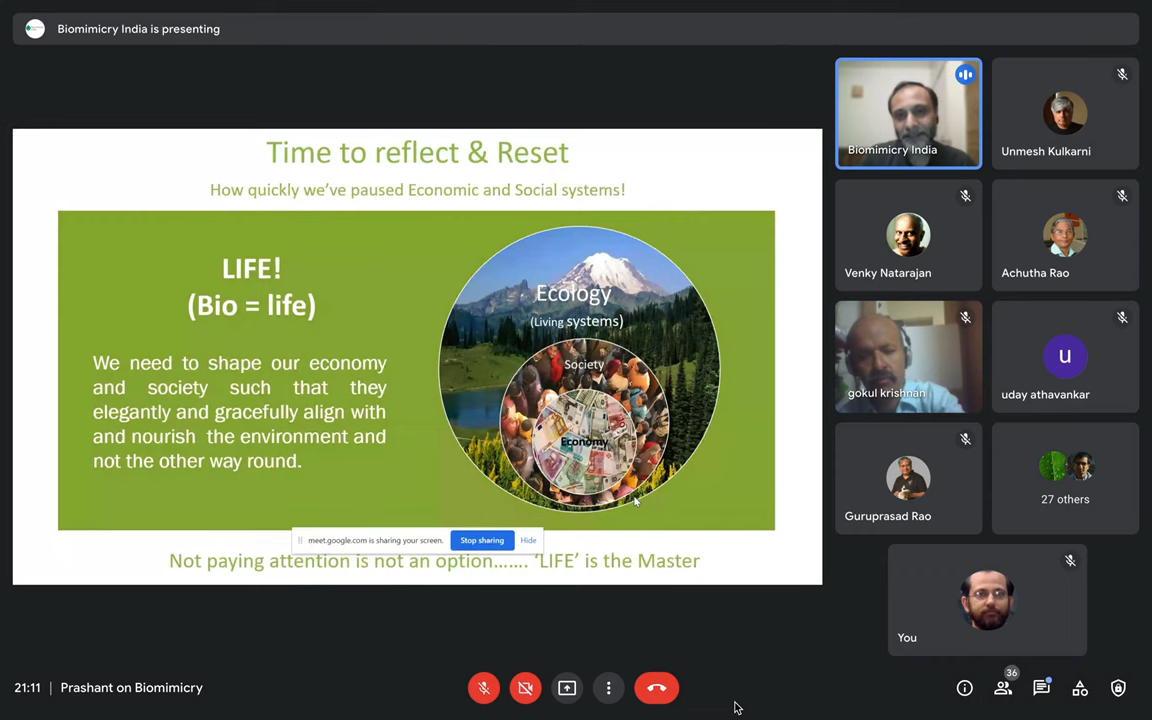 Biomimicry India is presenting
Time to reflect & Reset
How quickly we've paused Economic and Social systems!
LIFE!
(Bio = life)
We need to shape our economy
and society such that they
elegantly and gracefully align with
and nourish the environment and
not the other way round.
Ecology
(Living systems)
Society
Economy
meet.google.com is sharing your screen.
Stop sharing
Hide
Not paying attention is not an option……. 'LIFE' is the Master
Biomimicry India
Unmesh Kulkarni
Venky Natarajan
Achutha Rao
gokul krishnan
u
uday athavankar
Guruprasad Rao
27 others
You
21:11 | Prashant on Biomimicry
36